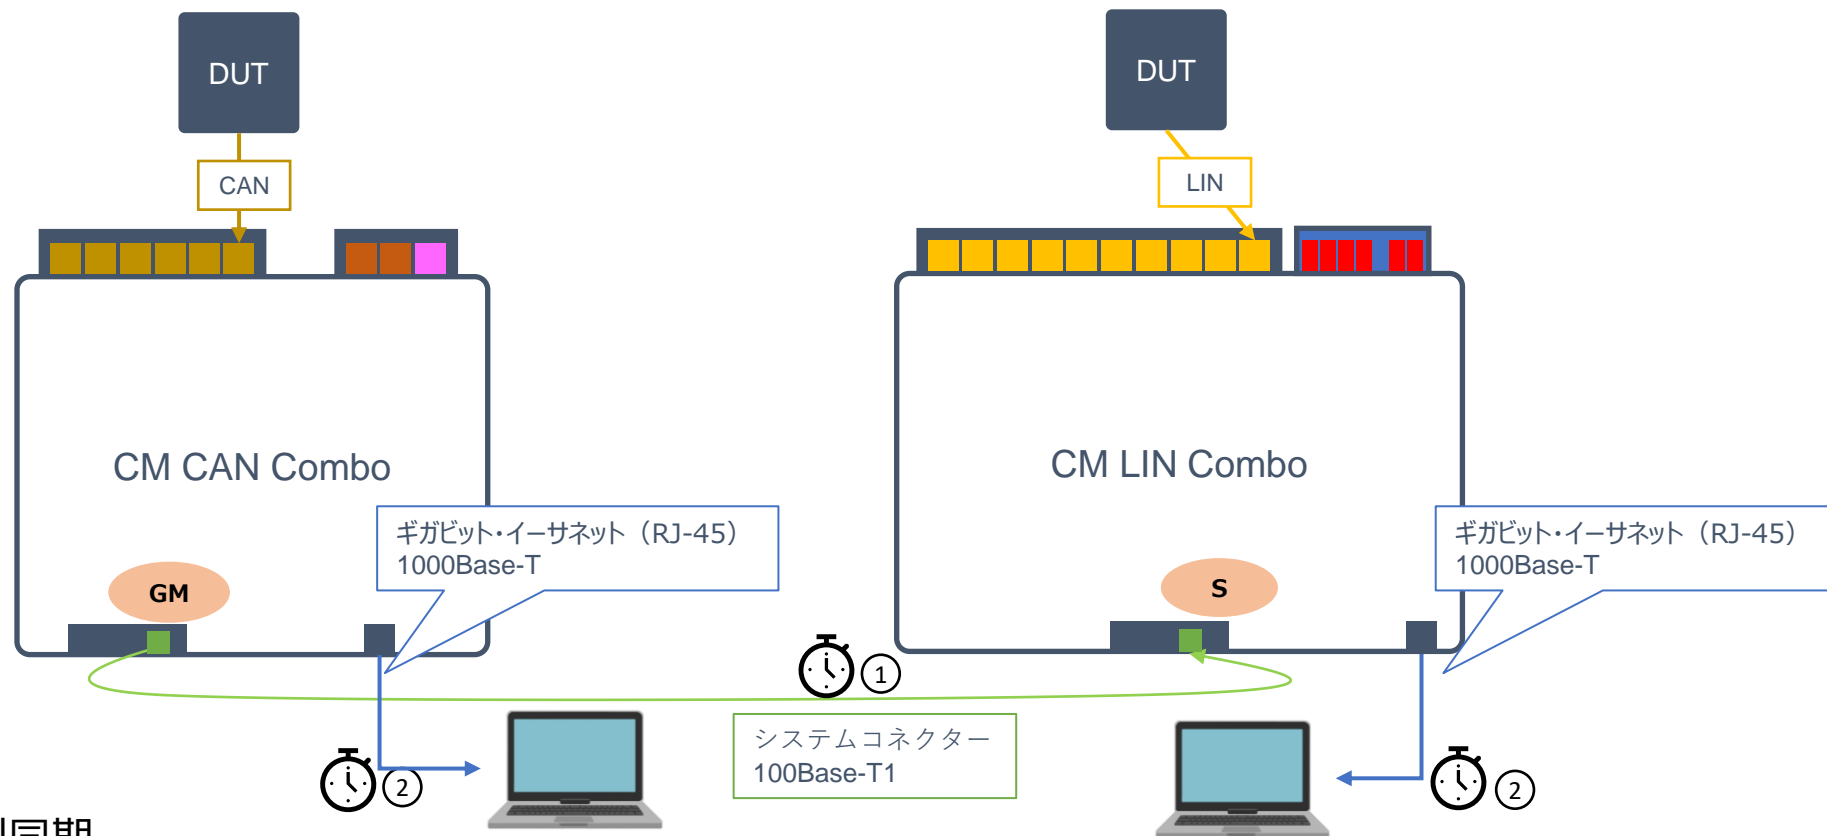 DUT
DUT
CAN
LIN
CM CAN Combo
CM LIN Combo
ギガビット・イーサネット（RJ-45）
1000Base-T
ギガビット・イーサネット（RJ-45）
1000Base-T
GM
S
1
システムコネクター
100Base-T1
2
2
同期